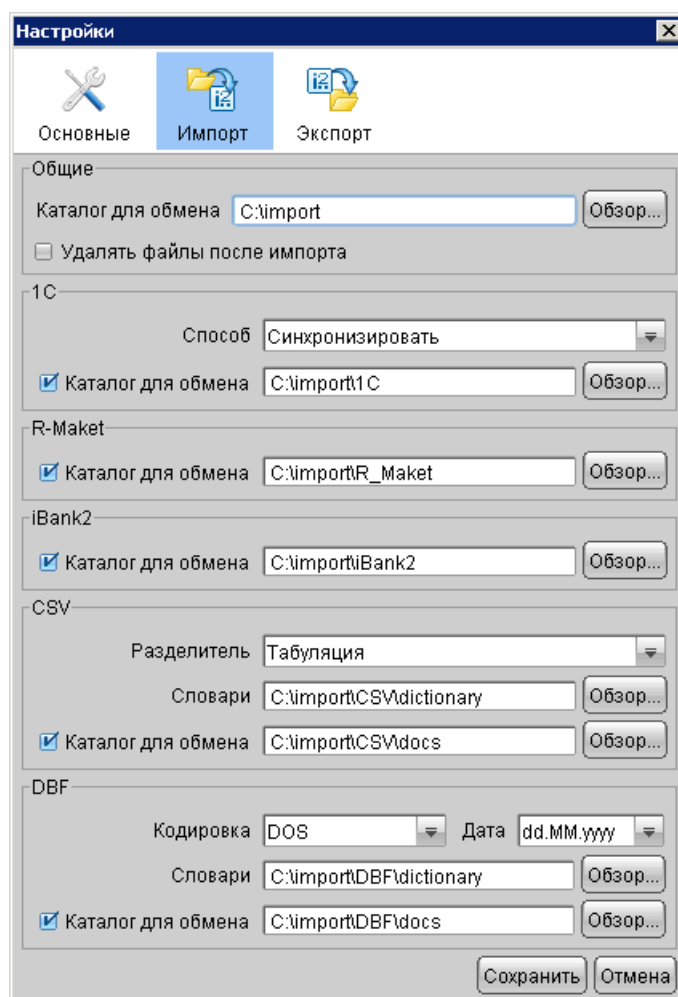 Настройки
Основные Импорт Экспорт
Общие
Каталог для обмена C:\import Обзор...
Удалять файлы после импорта
1С
Способ Синхронизировать
Каталог для обмена C:\import\1C Обзор...
R-Maket
Каталог для обмена C:\import\R_Maket Обзор...
iBank2
Каталог для обмена C:\import\iBank2 Обзор...
CSV
Разделитель Табуляция
Словари C:\import\CSV\dictionary Обзор...
Каталог для обмена C:\import\CSV\docs Обзор...
DBF
Кодировка DOS Дата dd.MM.yyyy
Словари C:\import\DBF\dictionary Обзор...
Каталог для обмена C:\import\DBF\docs Обзор...
Сохранить Отмена